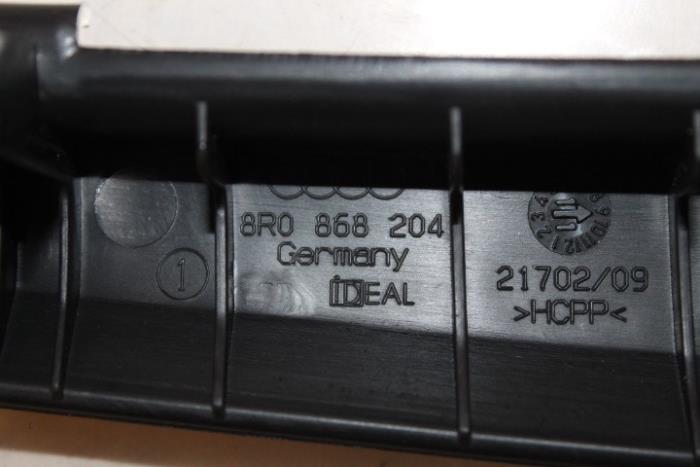 8R0 868 204
Germany
IDEAL
1
21702/09
>HCPP<